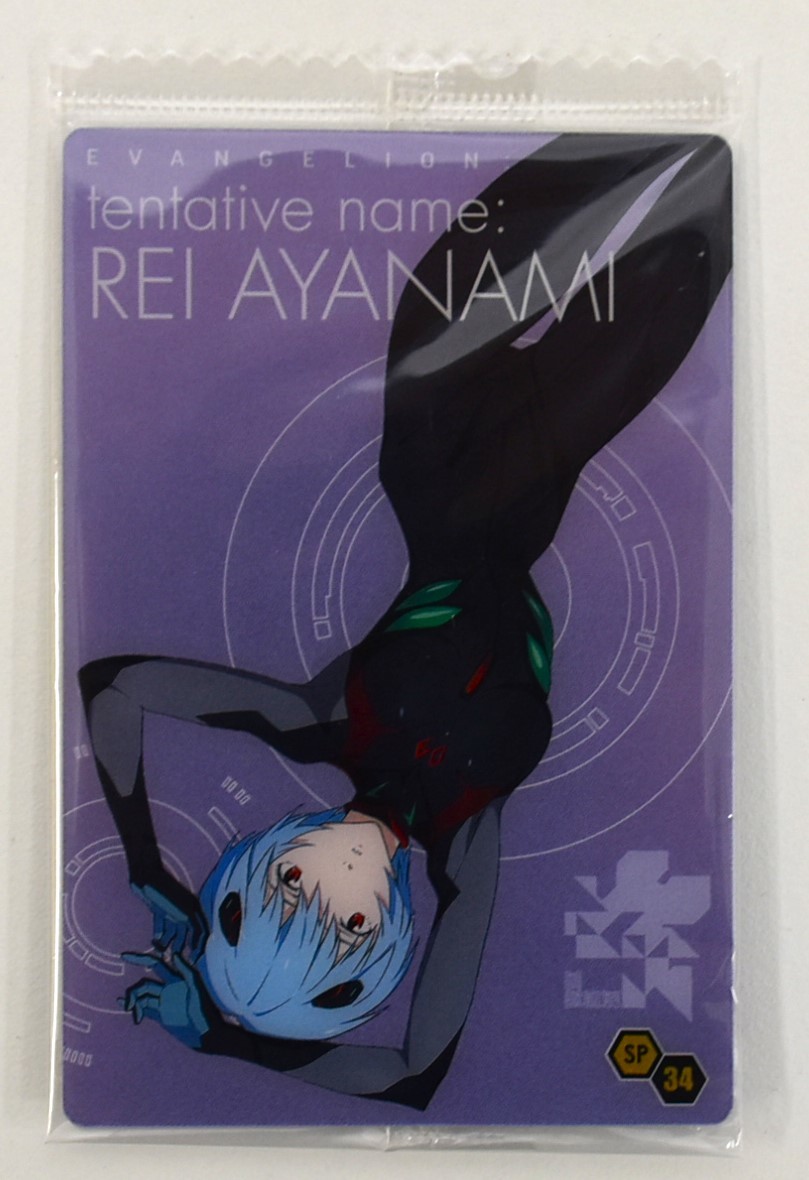 EVANGELION:
tentative name:
REI AYANAMI
SP
34